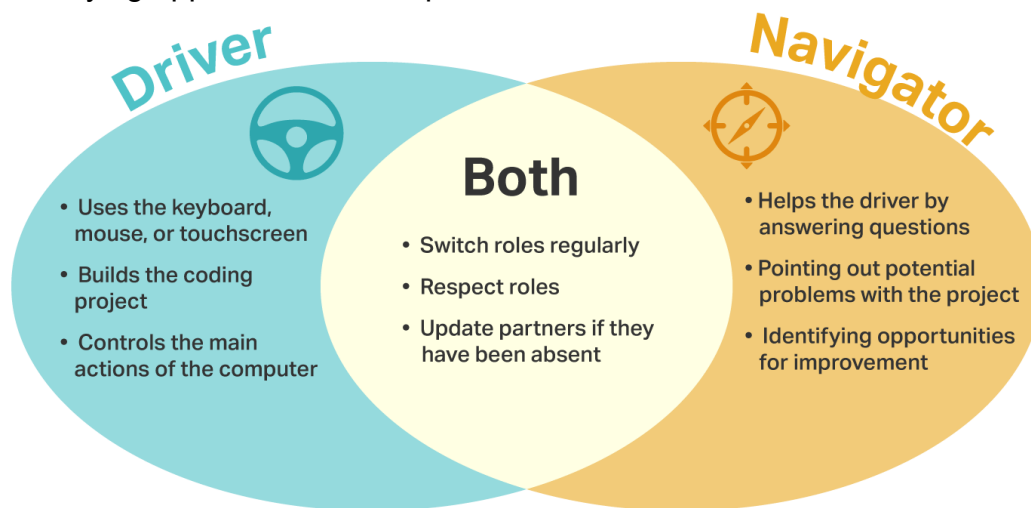 Driver
Navigator
• Uses the keyboard,
mouse, or touchscreen
• Builds the coding
project
• Controls the main
actions of the computer
Both
• Switch roles regularly
• Respect roles
• Update partners if they
have been absent
• Helps the driver by
answering questions
• Pointing out potential
problems with the project
• Identifying opportunities
for improvement